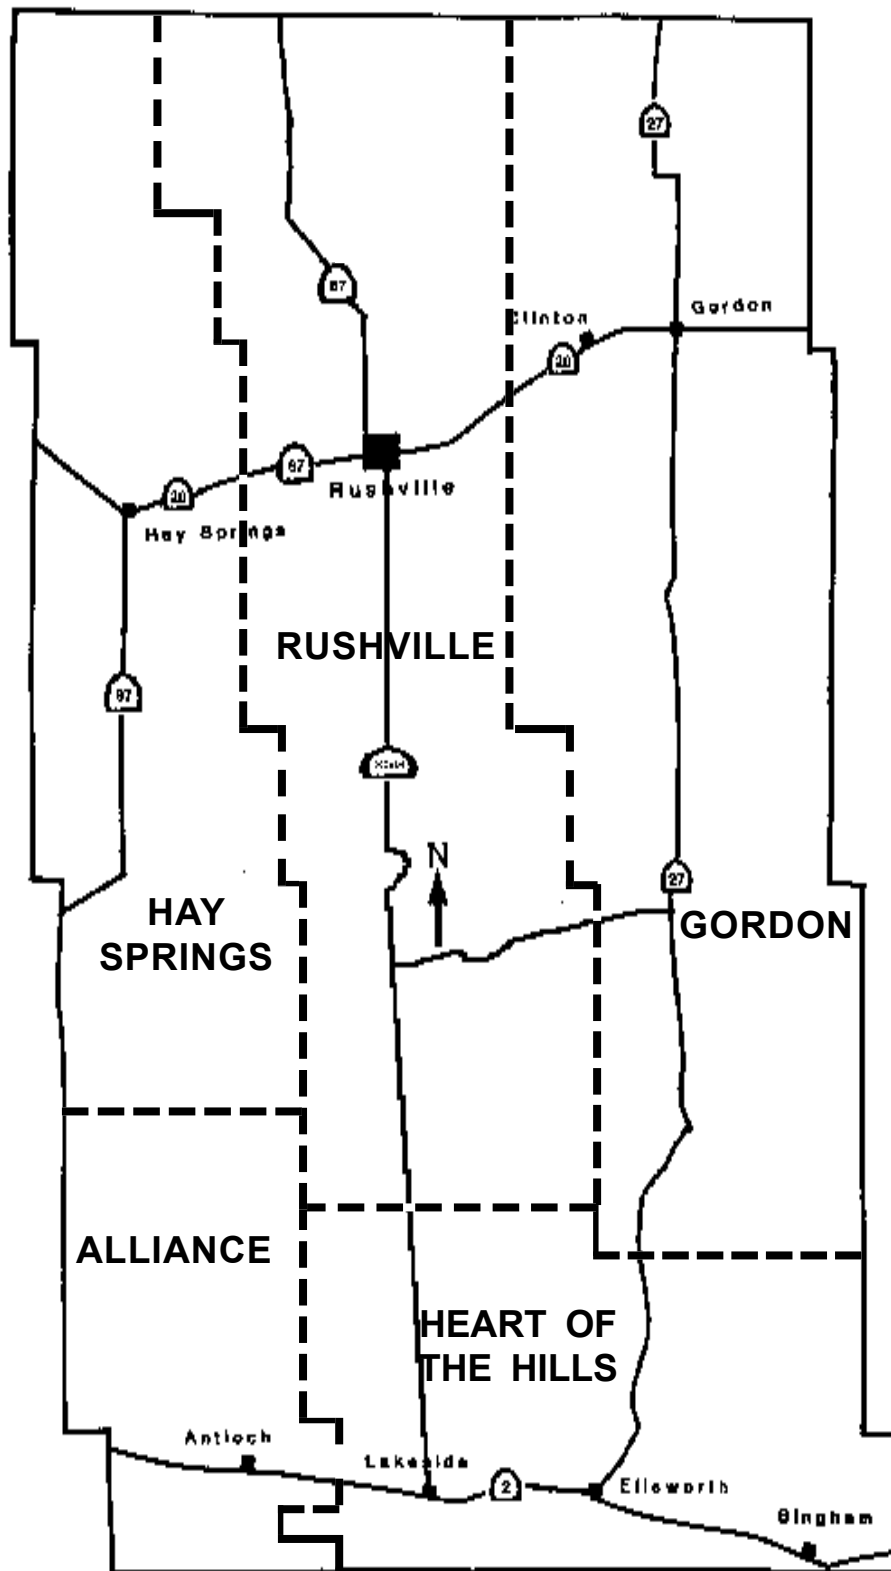 27
87
Clinton
Gordon
20
87
20
Rushville
Hay Springs
RUSHVILLE
87
N
27
HAY
SPRINGS
GORDON
ALLIANCE
HEART OF
THE HILLS
Antioch
Lakeside
2
Ellsworth
Bingham